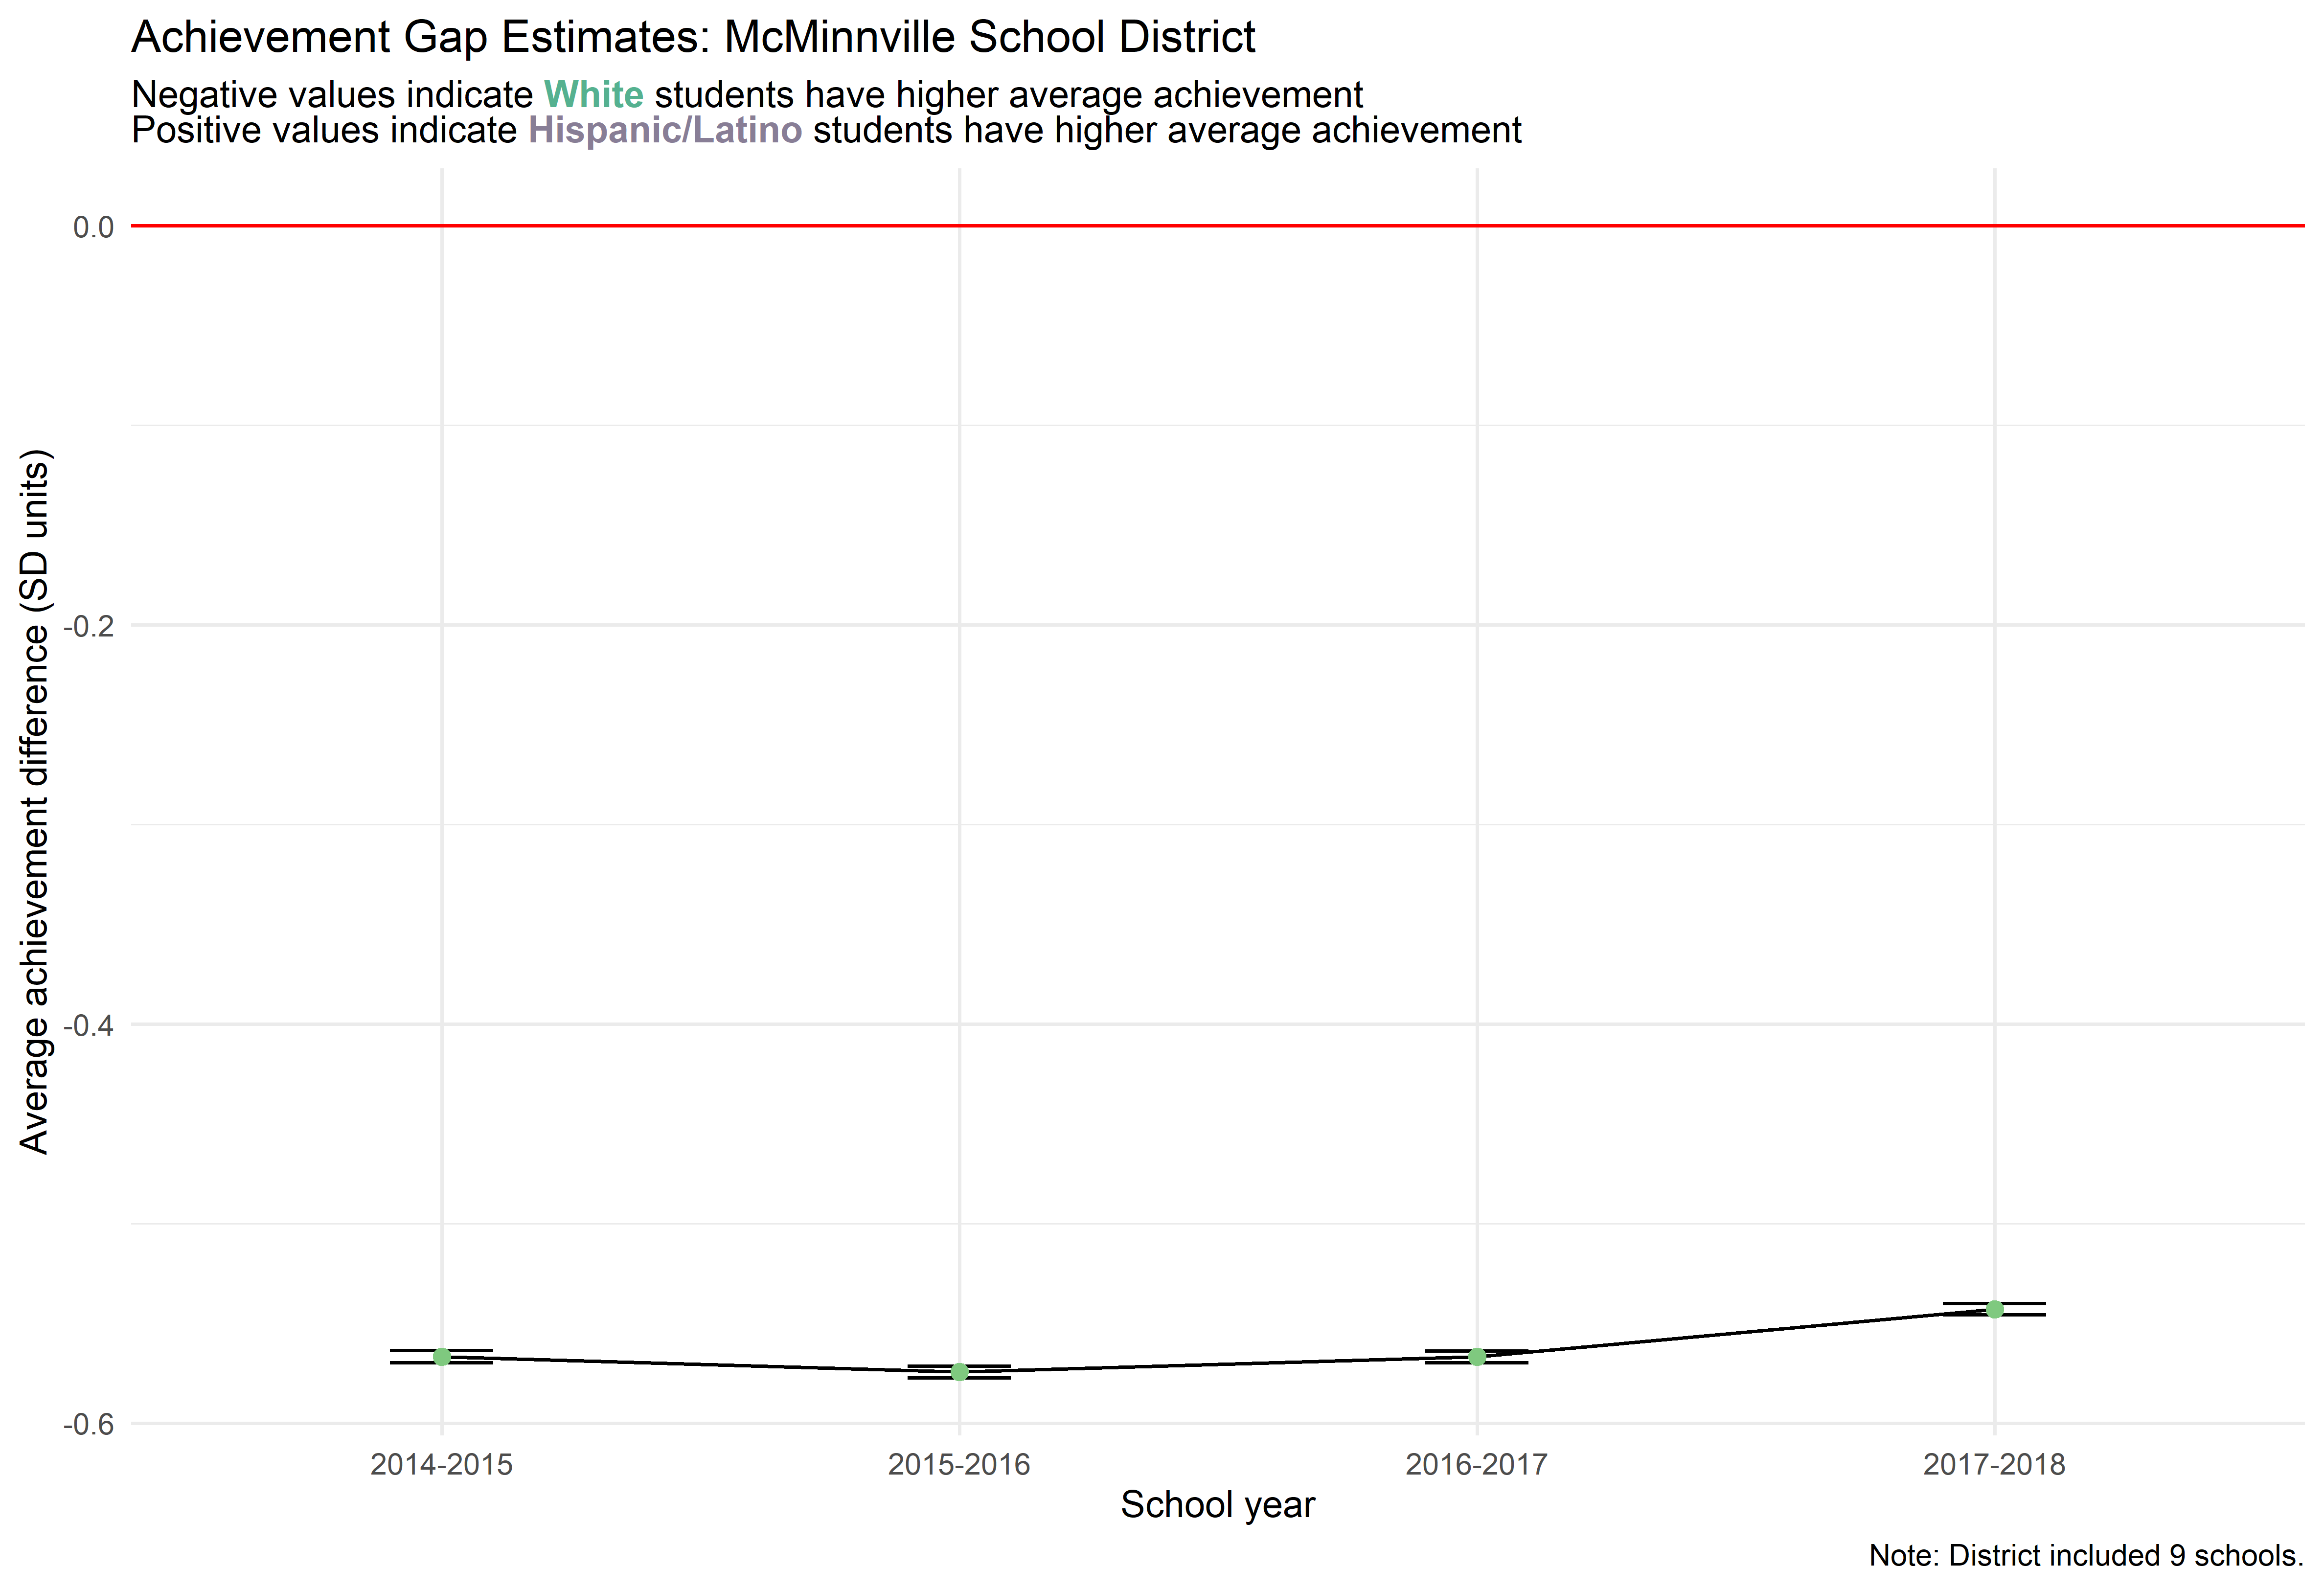 Achievement Gap Estimates: McMinnville School District
Negative values indicate White students have higher average achievement
Positive values indicate Hispanic/Latino students have higher average achievement
Average achievement difference (SD units)
0.0
-0.2
-0.4
-0.6
2014-2015
2015-2016
2016-2017
2017-2018
School year
Note: District included 9 schools.